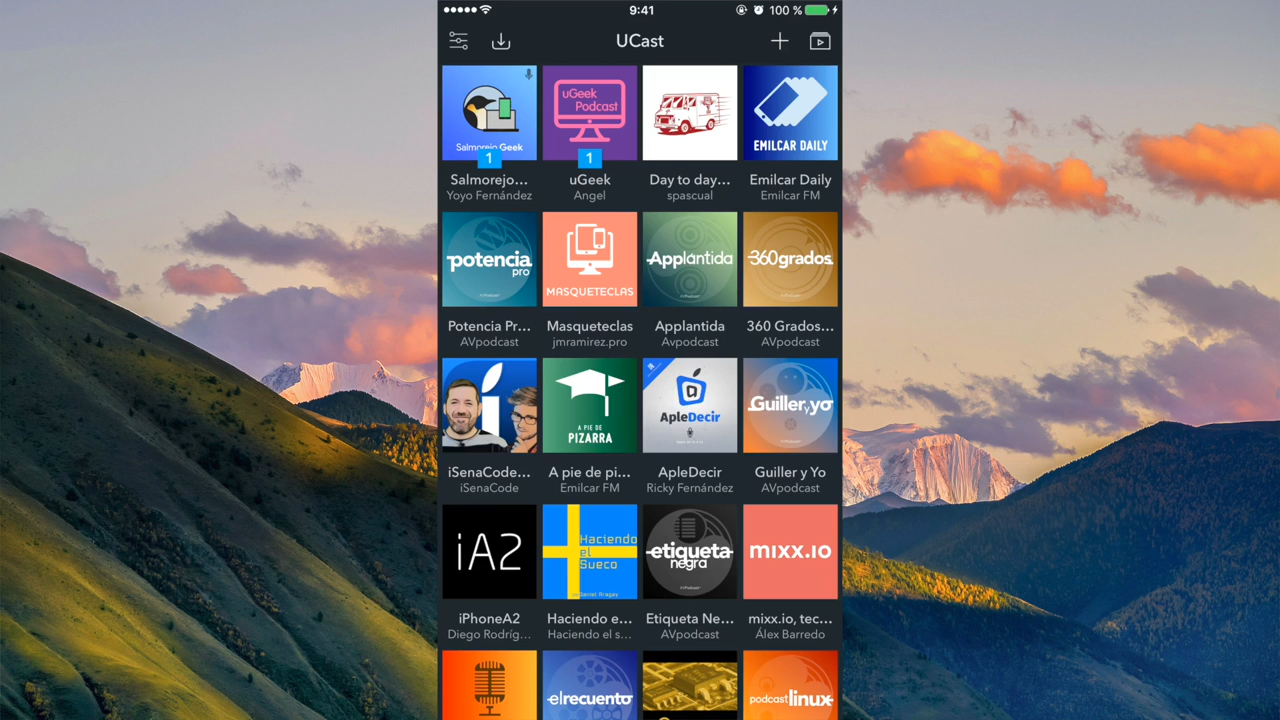 9:41
100 %
UCast
Salmorejo Geek
1
uGeek
Podcast
1
EMILCAR DAILY
Salmorejo...
uGeek
Day to day...
Emilcar Daily
Yoyo Fernández
Angel
spascual
Emilcar FM
potencia
pro
MASQUETECLAS
Applántida
360grados
Potencia Pr...
Masqueteclas
Applantida
360 Grados...
AVpodcast
jmramirez.pro
Avpodcast
AVpodcast
A PIE DE
PIZARRA
ApleDecir
Guiller y yo
iSenaCode...
A pie de pi...
ApleDecir
Guiller y Yo
iSenaCode
Emilcar FM
Ricky Fernández
AVpodcast
iA2
Haciendo
el
Sueco
etiqueta
negra
mixx.io
iPhoneA2
Haciendo e...
Etiqueta Ne...
mixx.io, tec...
Diego Rodríg...
Haciendo el s...
AVpodcast
Álex Barredo
elrecuento
podcastlinux